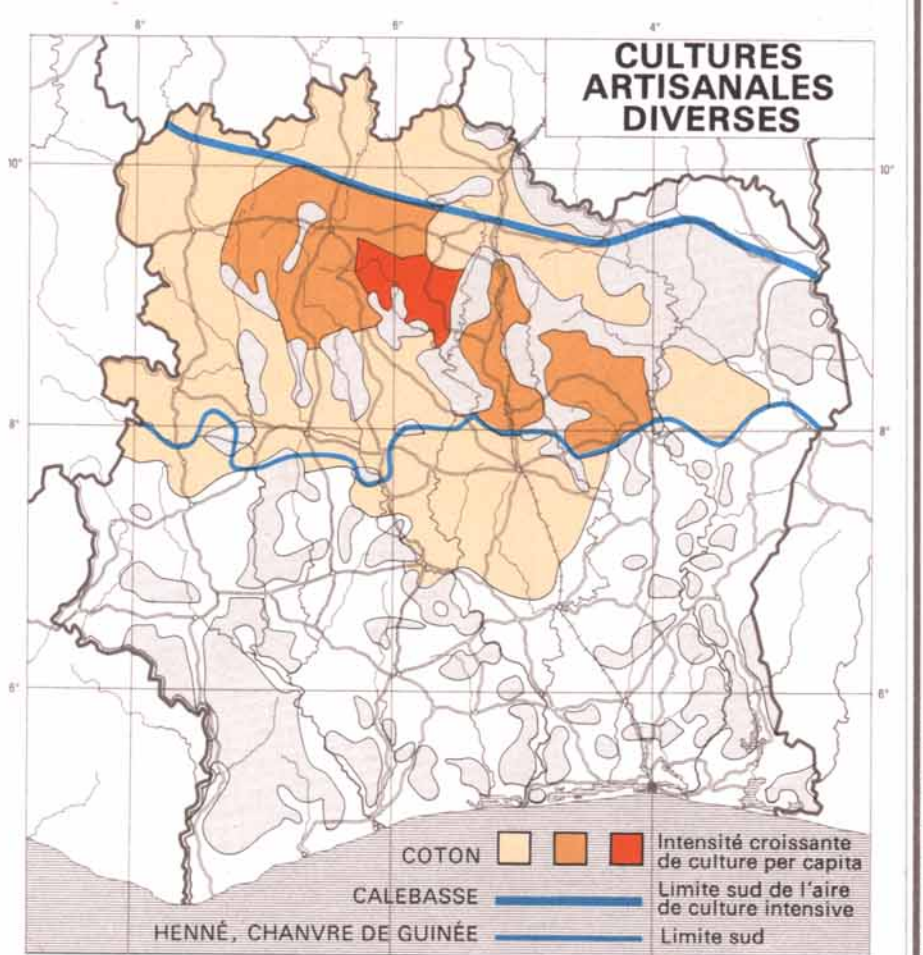 8° 6° 4°
CULTURES
ARTISANALES
DIVERSES
10° 10°
8° 8°
6° 6°
COTON
Intensité croissante
de culture per capita
CALEBASSE
Limite sud de l'aire
de culture intensive
HENNÉ, CHANVRE DE GUINÉE
Limite sud